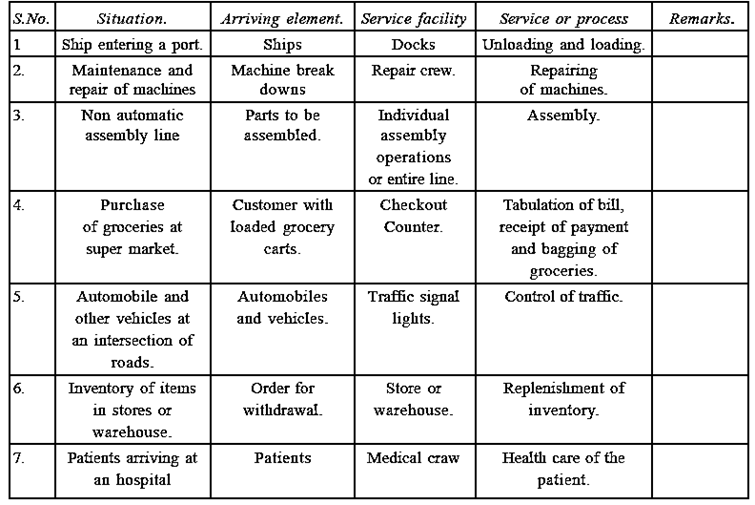 S.No. Situation. Arriving element. Service facility Service or process Remarks.
1 Ship entering a port. Ships Docks Unloading and loading.
2. Maintenance and Machine break Repair crew. Repairing
repair of machines downs of machines.
3. Non automatic Parts to be Individual Assembly.
assembly line assembled. assembly
operations
or entire line.
4. Purchase Customer with Checkout Tabulation of bill,
of groceries at loaded grocery Counter. receipt of payment
super market. carts. and bagging of
groceries.
5. Automobile and Automobiles Traffic signal Control of traffic.
other vehicles at and vehicles. lights.
an intersection of
roads.
6. Inventory of items Order for Store or Replenishment of
in stores or withdrawal. warehouse. inventory.
warehouse.
7. Patients arriving at Patients Medical craw Health care of the
an hospital patient.